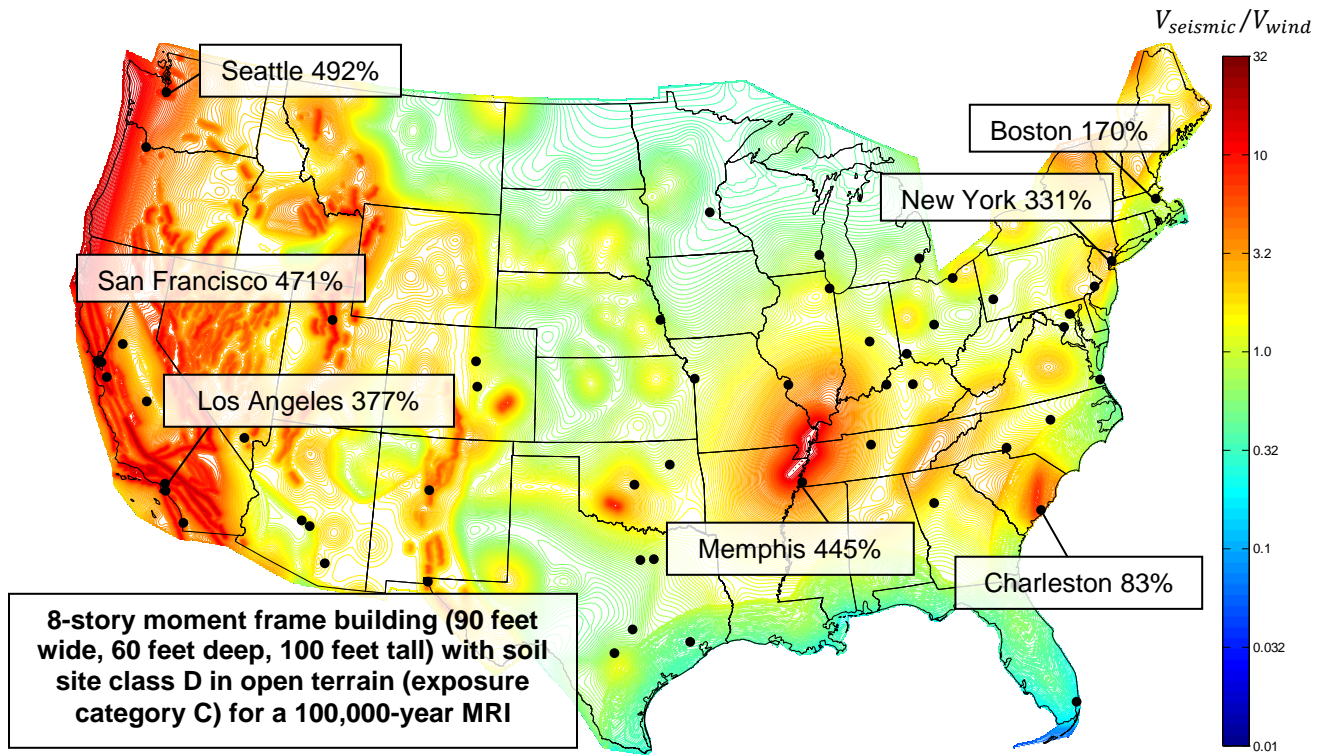 V_seismic/V_wind
Seattle 492%
32
Boston 170%
10
New York 331%
3.2
San Francisco 471%
1.0
Los Angeles 377%
0.32
Memphis 445%
0.1
Charleston 83%
8-story moment frame building (90 feet
wide, 60 feet deep, 100 feet tall) with soil
site class D in open terrain (exposure
category C) for a 100,000-year MRI
0.032
0.01